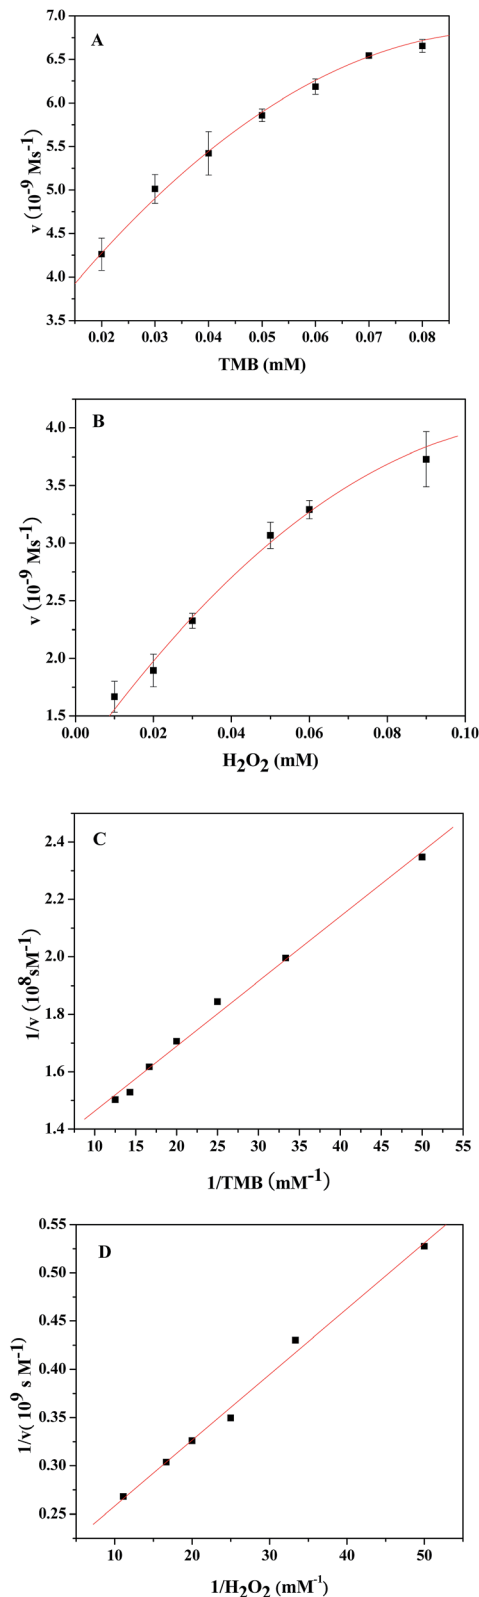 A
7.0
6.5
6.0
5.5
5.0
4.5
4.0
3.5
v (10-9 Ms-1)
0.02 0.03 0.04 0.05 0.06 0.07 0.08
TMB (mM)
B
4.0
3.5
3.0
2.5
2.0
1.5
v (10-9 Ms-1)
0.00 0.02 0.04 0.06 0.08 0.10
H2O2 (mM)
C
2.4
2.2
2.0
1.8
1.6
1.4
1/v (108sM-1)
10 15 20 25 30 35 40 45 50 55
1/TMB (mM-1)
D
0.55
0.50
0.45
0.40
0.35
0.30
0.25
1/v( 109 s M-1)
10 20 30 40 50
1/H2O2 (mM-1)